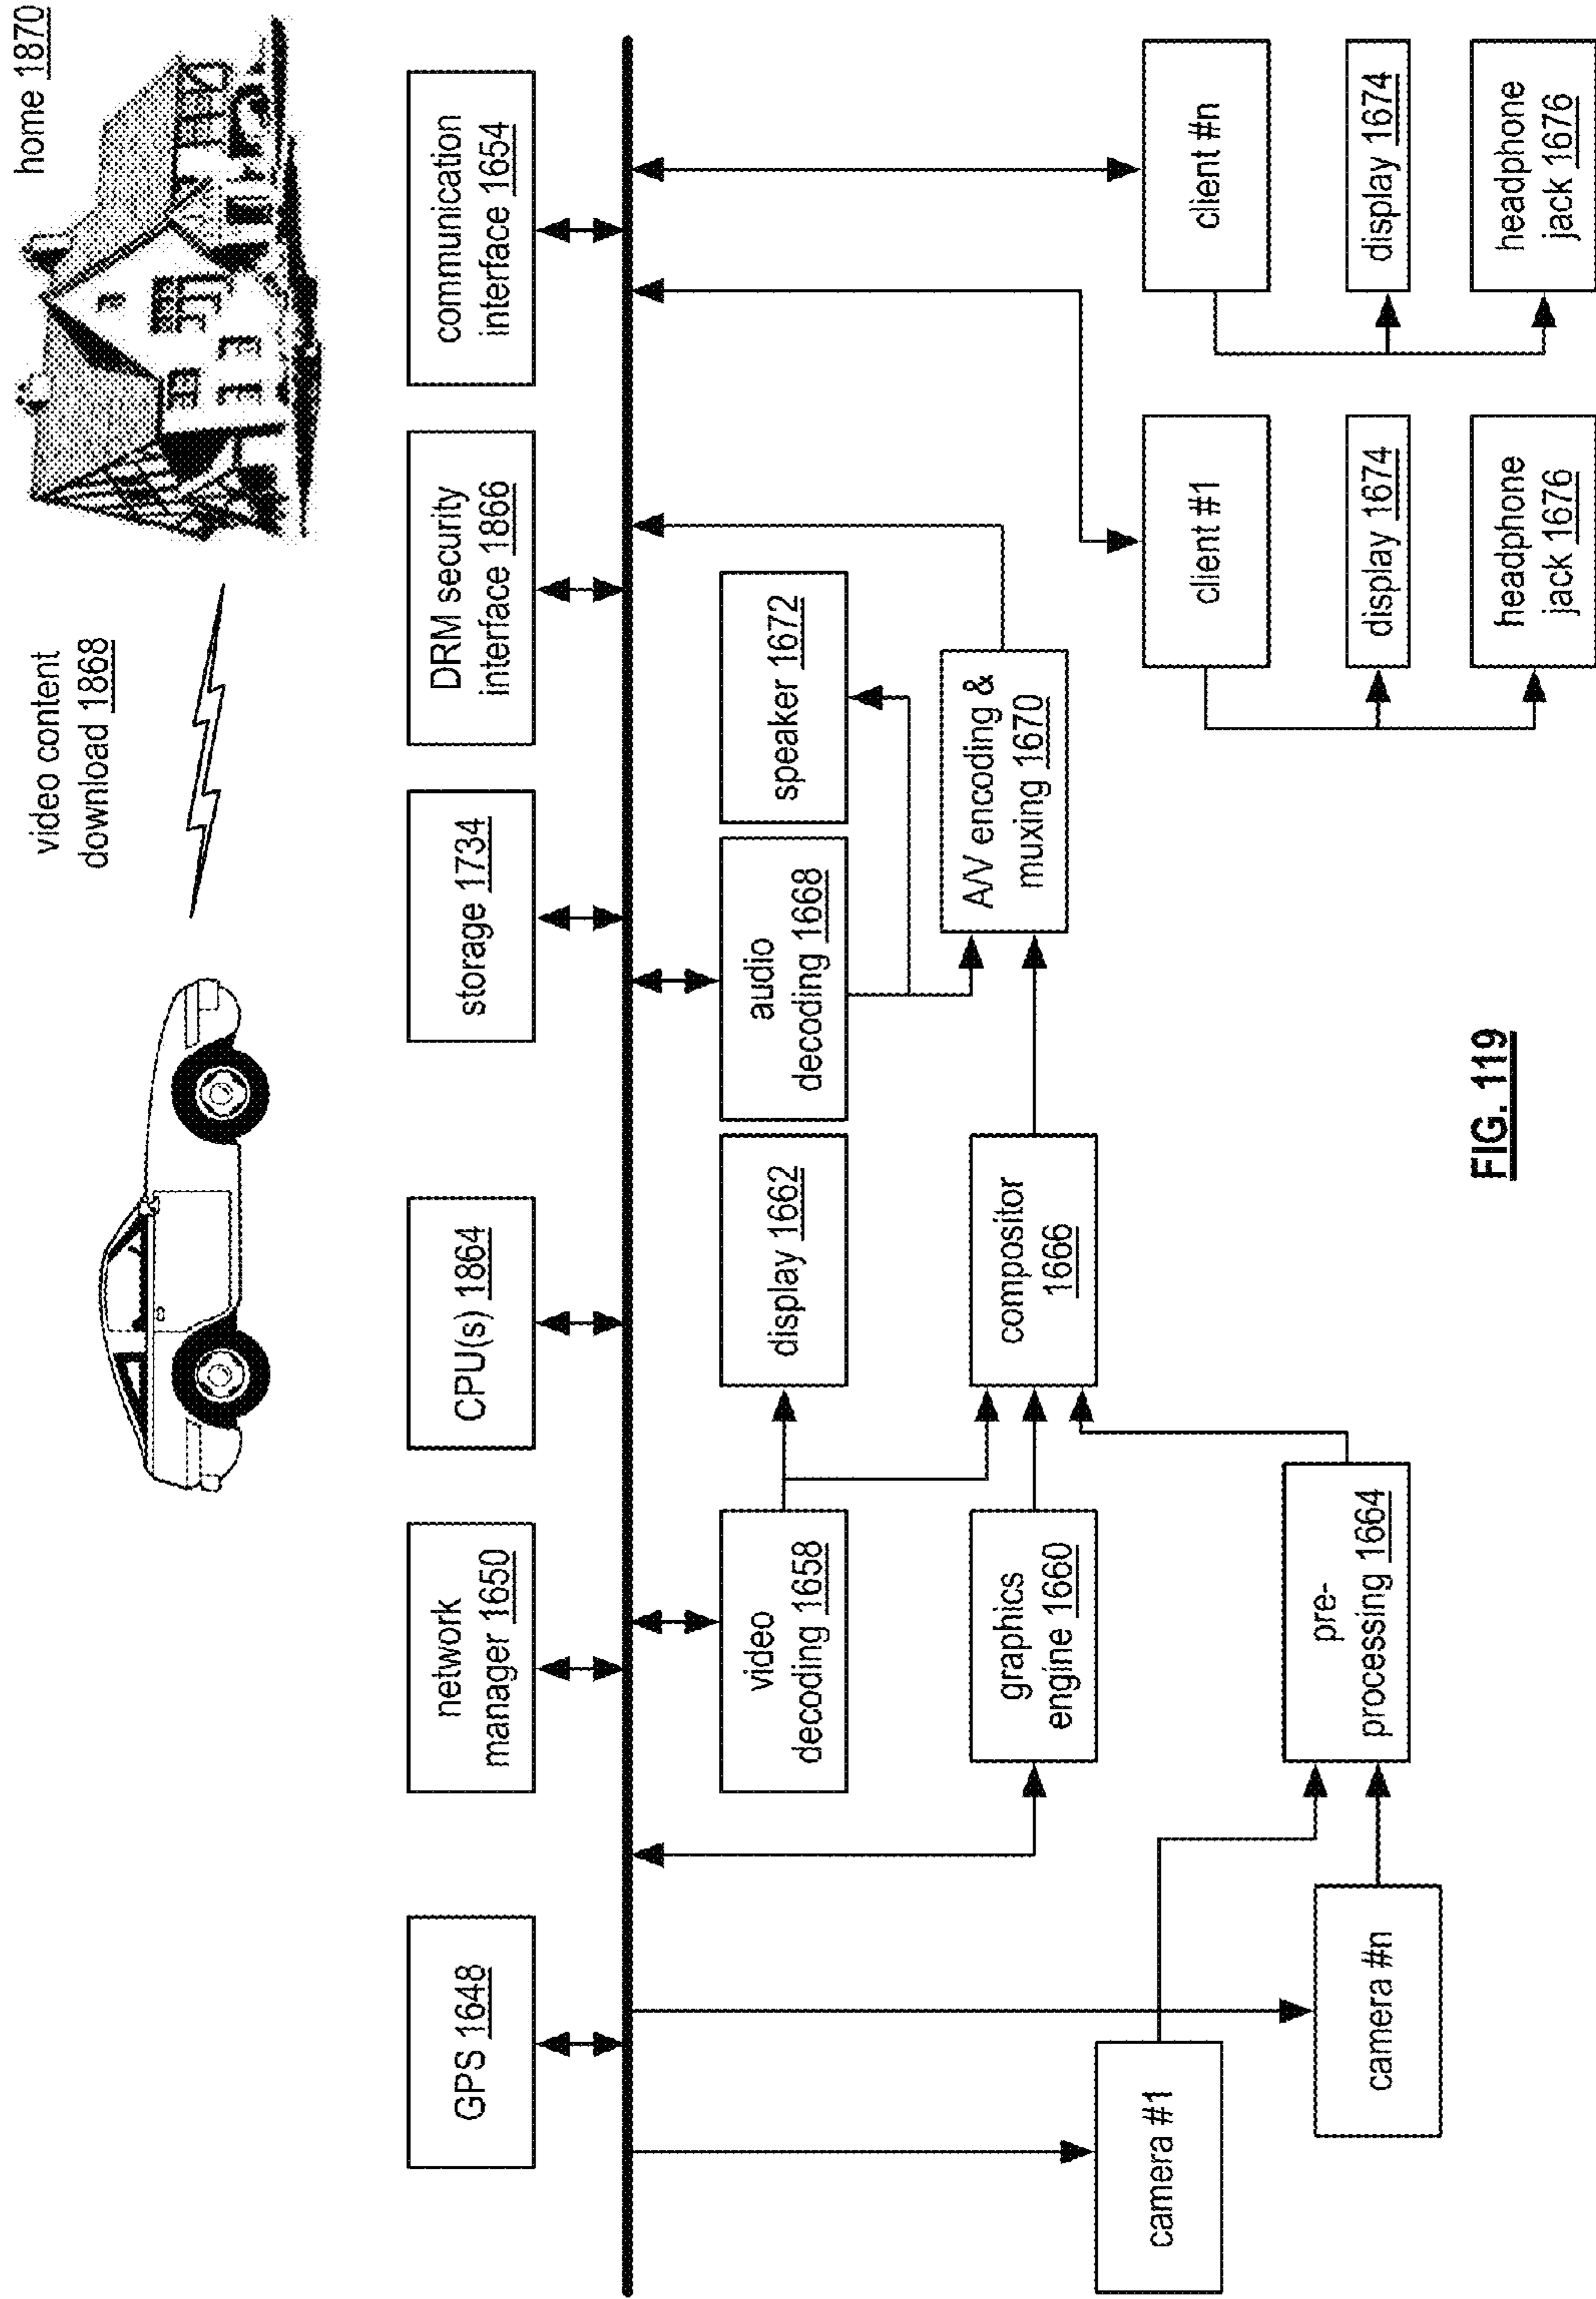 home 1870
video content
download 1868
GPS 1648
network
manager 1650
CPU(s) 1864
storage 1734
DRM security
interface 1866
communication
interface 1654
video
decoding 1658
display 1662
audio
decoding 1668
speaker 1672
graphics
engine 1660
compositor
1666
A/V encoding &
muxing 1670
camera #1
camera #n
pre-
processing 1664
client #1
display 1674
headphone
jack 1676
client #n
display 1674
headphone
jack 1676
FIG. 119